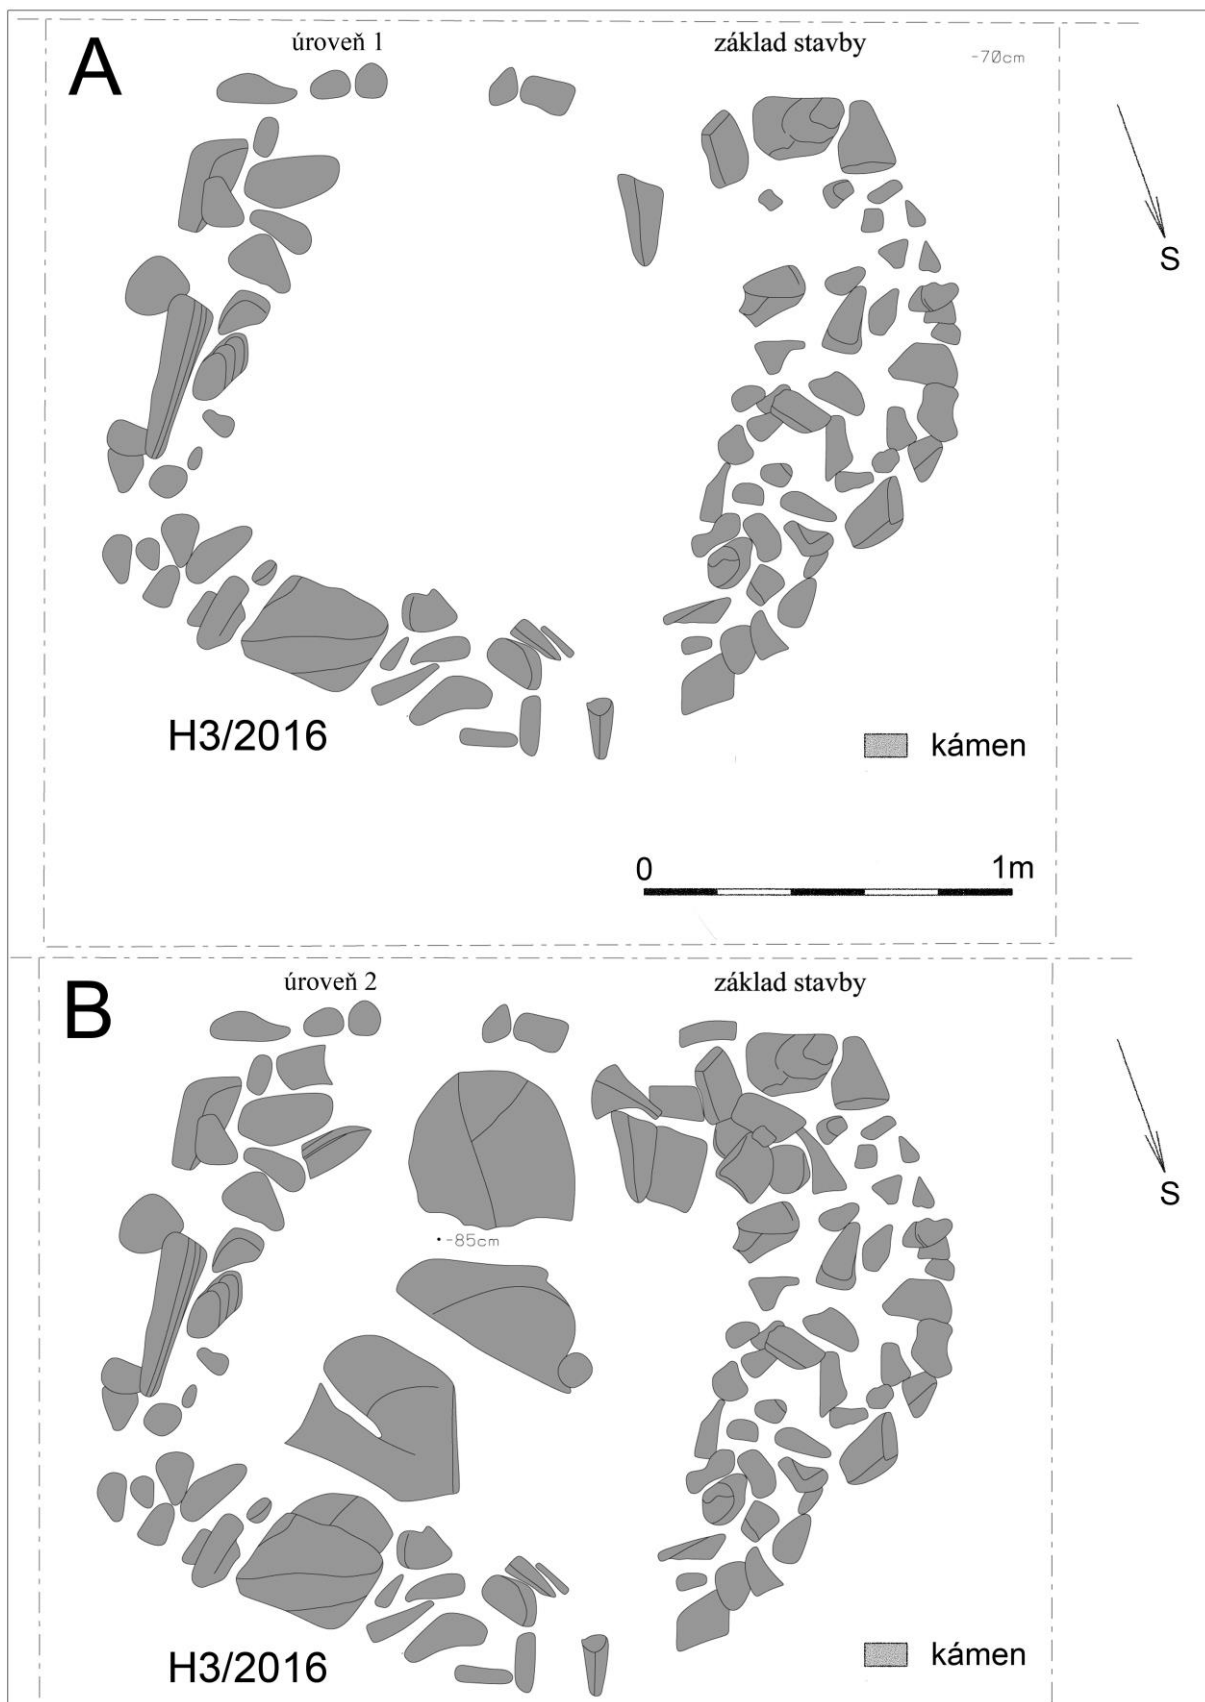 A
úroveň 1
základ stavby
-70cm
S
H3/2016
kámen
0
1m
B
úroveň 2
základ stavby
-85cm
S
H3/2016
kámen